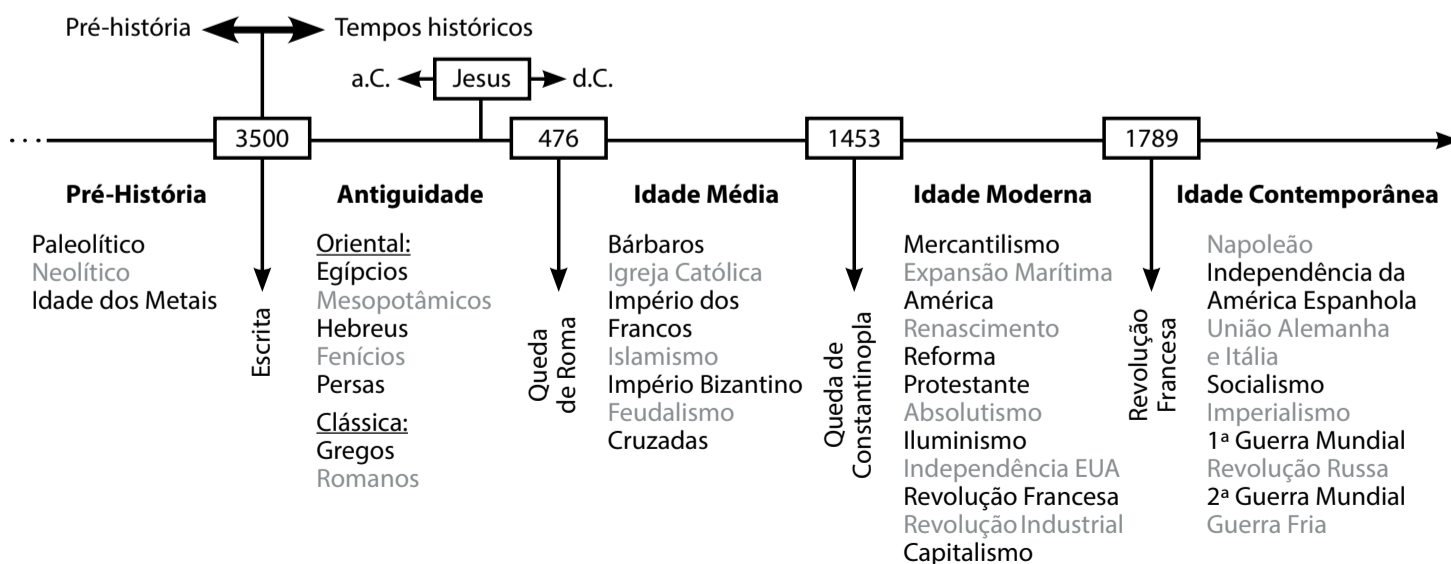 Pré-história
Tempos históricos
a.C.
Jesus
d.C.
3500
476
1453
1789
Pré-História
Paleolítico
Neolítico
Idade dos Metais
Escrita
Antiguidade
Oriental:
Egípcios
Mesopotâmicos
Hebreus
Fenícios
Persas
Clássica:
Gregos
Romanos
Queda
de Roma
Idade Média
Bárbaros
Igreja Católica
Império dos
Francos
Islamismo
Império Bizantino
Feudalismo
Cruzadas
Queda de
Constantinopla
Idade Moderna
Mercantilismo
Expansão Marítima
América
Renascimento
Reforma
Protestante
Absolutismo
Iluminismo
Independência EUA
Revolução Francesa
Revolução Industrial
Capitalismo
Revolução
Francesa
Idade Contemporânea
Napoleão
Independência da
América Espanhola
União Alemanha
e Itália
Socialismo
Imperialismo
1ª Guerra Mundial
Revolução Russa
2ª Guerra Mundial
Guerra Fria